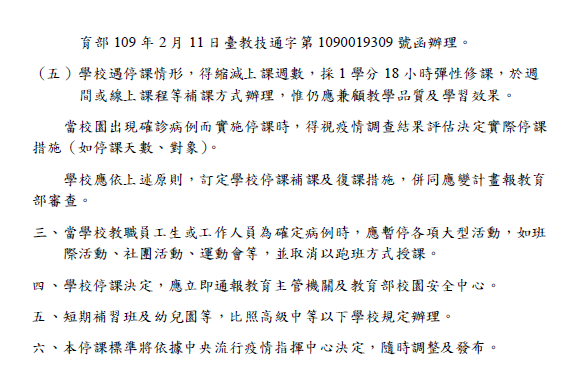 育部 109 年 2 月 11 日臺教技通字第 1090019309 號函辦理。
（五）學校遇停課情形，得縮減上課週數，採 1 學分 18 小時彈性修課，於週
間或線上課程等補課方式辦理，惟仍應兼顧教學品質及學習效果。
當校園出現確診病例而實施停課時，得視疫情調查結果評估決定實際停課
措施（如停課天數、對象）。
學校應依上述原則，訂定學校停課補課及復課措施，併同應變計畫報教育
部審查。
三、當學校教職員工生或工作人員為確定病例時，應暫停各項大型活動，如班
際活動、社團活動、運動會等，並取消以跑班方式授課。
四、學校停課決定，應立即通報教育主管機關及教育部校園安全中心。
五、短期補習班及幼兒園等，比照高級中等以下學校規定辦理。
六、本停課標準將依據中央流行疫情指揮中心決定，隨時調整及發布。